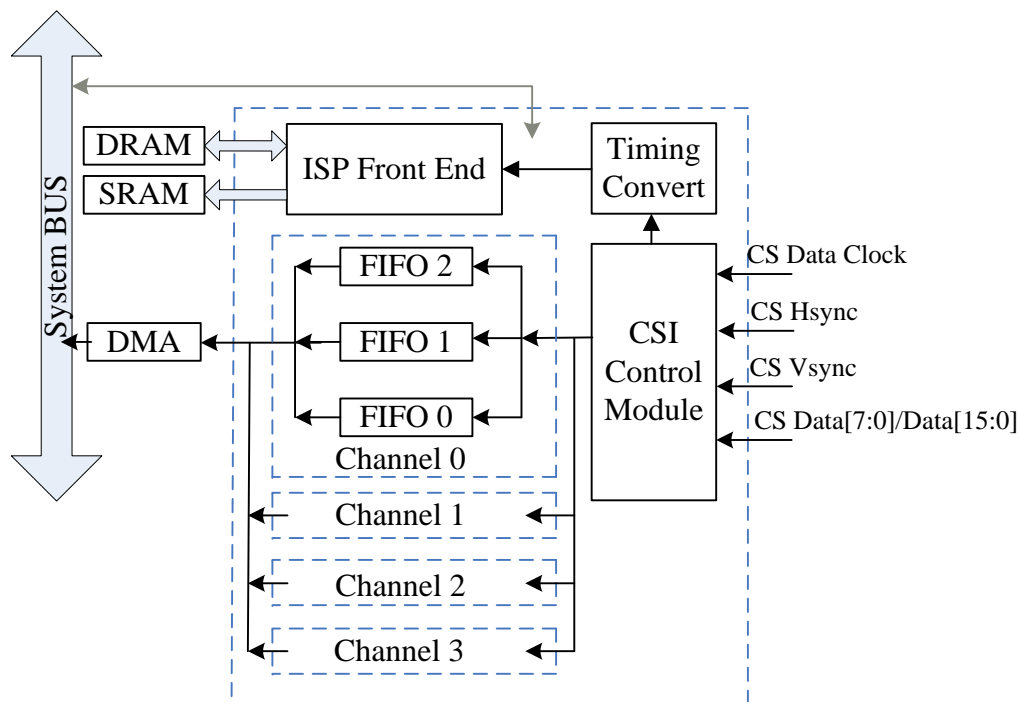 System BUS
DRAM
SRAM
ISP Front End
Timing
Convert
FIFO 2
FIFO 1
FIFO 0
Channel 0
Channel 1
Channel 2
Channel 3
DMA
CSI
Control
Module
CS Data Clock
CS Hsync
CS Vsync
CS Data[7:0]/Data[15:0]